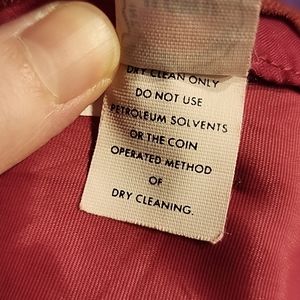 DRY CLEAN ONLY
DO NOT USE
PETROLEUM SOLVENTS
OR THE COIN
OPERATED METHOD
OF
DRY CLEANING.